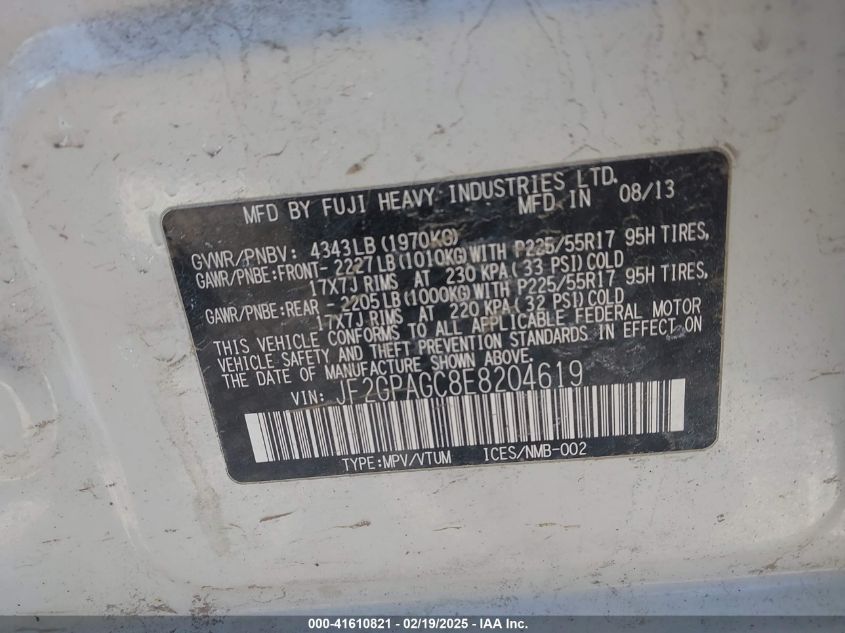 MFD BY FUJI HEAVY INDUSTRIES LTD.
MFD IN 08/13
GVWR/PNBV: 4343LB(1970KG)
GAWR/PNBE:FRONT- 2227LB(1010KG)WITH P225/55R17 95H TIRES,
17X7J RIMS AT 230 KPA(33 PSI)COLD
GAWR/PNBE:REAR - 2205LB(1000KG)WITH P225/55R17 95H TIRES,
17X7J RIMS AT 220 KPA(32 PSI)COLD
THIS VEHICLE CONFORMS TO ALL APPLICABLE FEDERAL MOTOR
VEHICLE SAFETY AND THEFT PREVENTION STANDARDS IN EFFECT ON
THE DATE OF MANUFACTURE SHOWN ABOVE.
VIN: JF2GPAGC8E8204619
TYPE:MPV/VTUM ICES/NMB-002
000-41610821 - 02/19/2025 - IAA Inc.